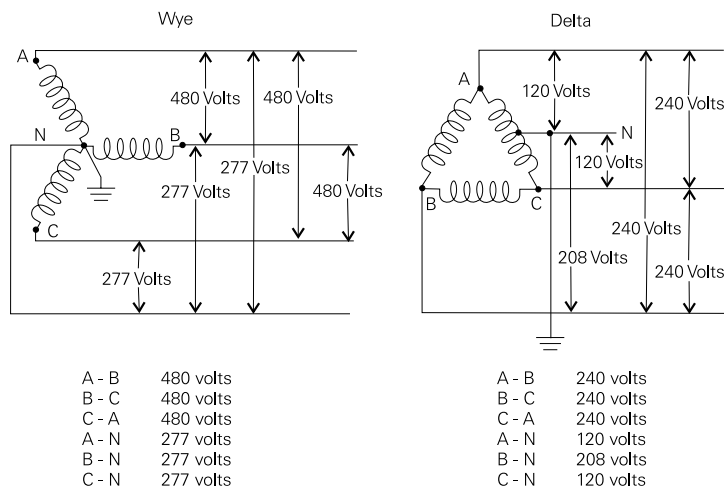 Wye
A
480 Volts
480 Volts
N
B
277 Volts
277 Volts
480 Volts
C
277 Volts
A - B 480 volts
B - C 480 volts
C - A 480 volts
A - N 277 volts
B - N 277 volts
C - N 277 volts
Delta
A
120 Volts
240 Volts
N
120 Volts
B
C
240 Volts
208 Volts
240 Volts
A - B 240 volts
B - C 240 volts
C - A 240 volts
A - N 120 volts
B - N 208 volts
C - N 120 volts